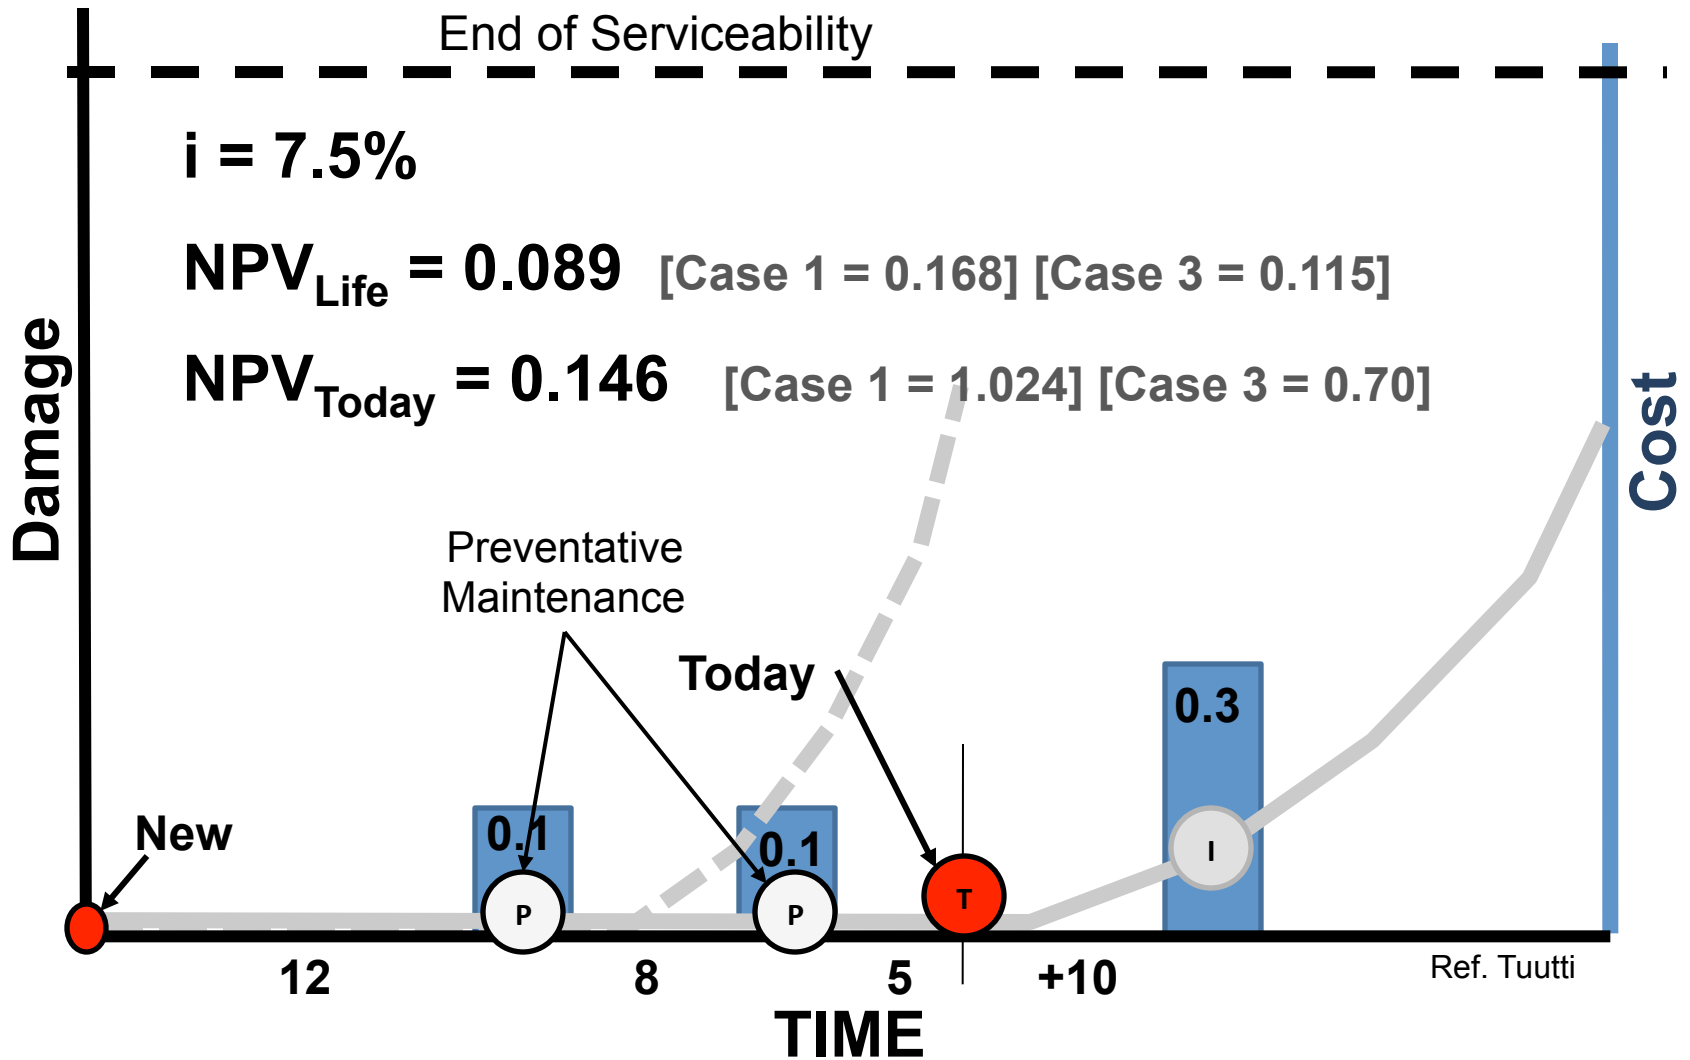 End of Serviceability
i = 7.5%
NPVLife = 0.089 [Case 1 = 0.168] [Case 3 = 0.115]
NPVToday = 0.146 [Case 1 = 1.024] [Case 3 = 0.70]
Damage
Cost
Preventative
Maintenance
Today
New
0.1
0.1
0.3
P
P
T
I
12 8 5 +10
Ref. Tuutti
TIME